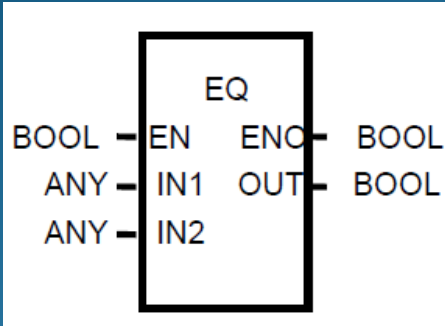 EQ
BOOL EN ENO BOOL
ANY IN1 OUT BOOL
ANY IN2